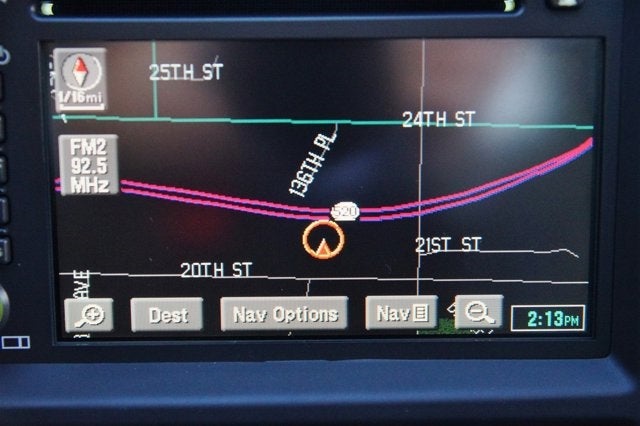 25TH ST
1/16mi
24TH ST
FM2
92.5
MHz
136TH PL
520
21ST ST
20TH ST
AVE
Dest
Nav Options
Nav
2:13PM